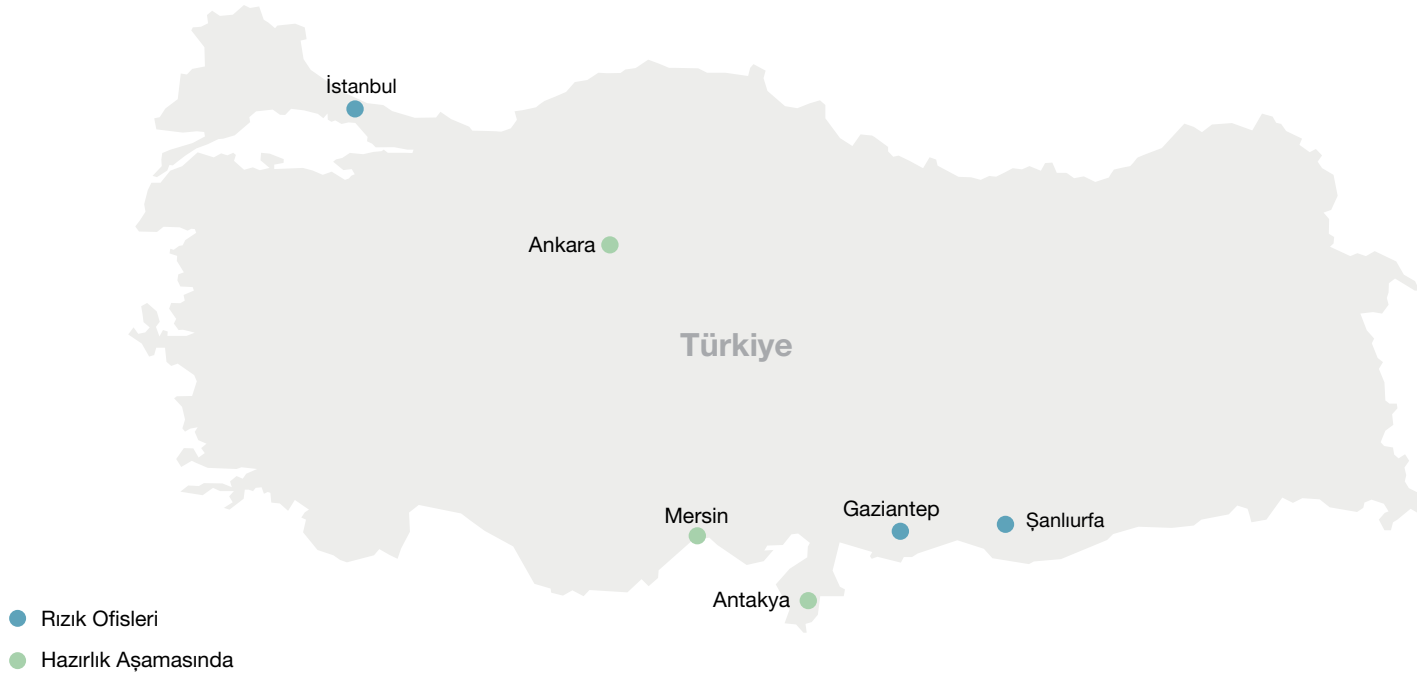 İstanbul
Ankara
Türkiye
Mersin
Gaziantep
Şanlıurfa
Antakya
Rızık Ofisleri
Hazırlık Aşamasında